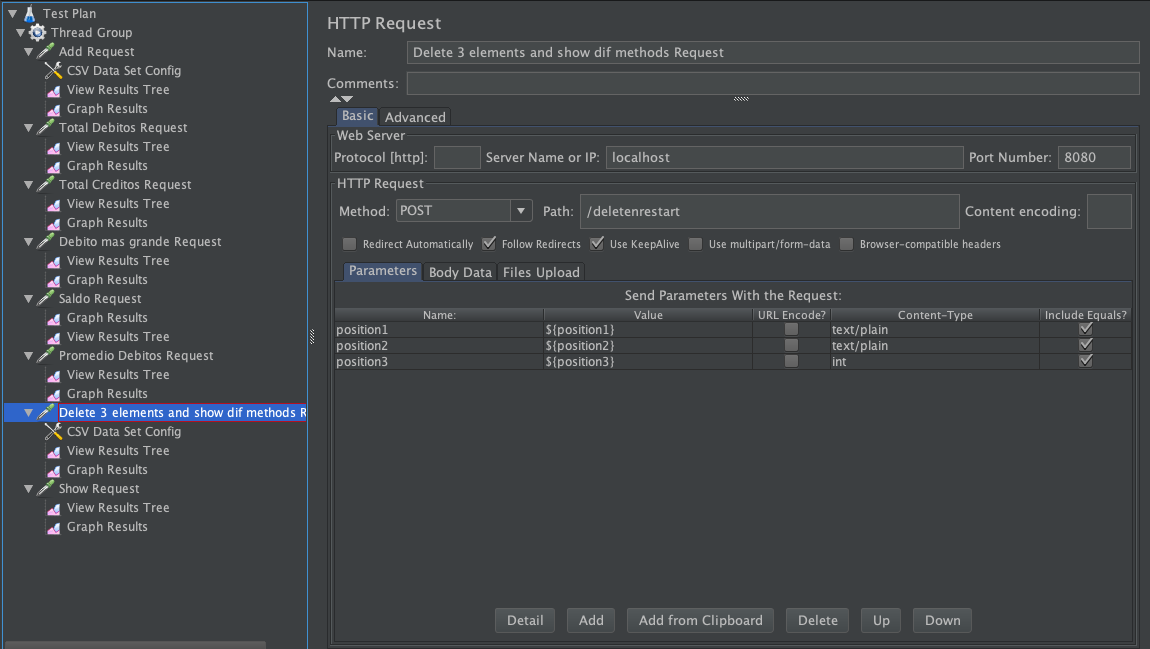 Test Plan
Thread Group
Add Request
CSV Data Set Config
View Results Tree
Graph Results
Total Debitos Request
View Results Tree
Graph Results
Total Creditos Request
View Results Tree
Graph Results
Debito mas grande Request
View Results Tree
Graph Results
Saldo Request
Graph Results
View Results Tree
Promedio Debitos Request
View Results Tree
Graph Results
Delete 3 elements and show dif methods R
CSV Data Set Config
View Results Tree
Graph Results
Show Request
View Results Tree
Graph Results
HTTP Request
Name: Delete 3 elements and show dif methods Request
Comments:
Basic Advanced
Web Server
Protocol [http]: Server Name or IP: localhost Port Number: 8080
HTTP Request
Method: POST Path: /deletenrestart Content encoding:
Redirect Automatically Follow Redirects Use KeepAlive Use multipart/form-data Browser-compatible headers
Parameters Body Data Files Upload
Send Parameters With the Request:
Name: Value URL Encode? Content-Type Include Equals?
position1 ${position1} text/plain
position2 ${position2} text/plain
position3 ${position3} int
Detail Add Add from Clipboard Delete Up Down